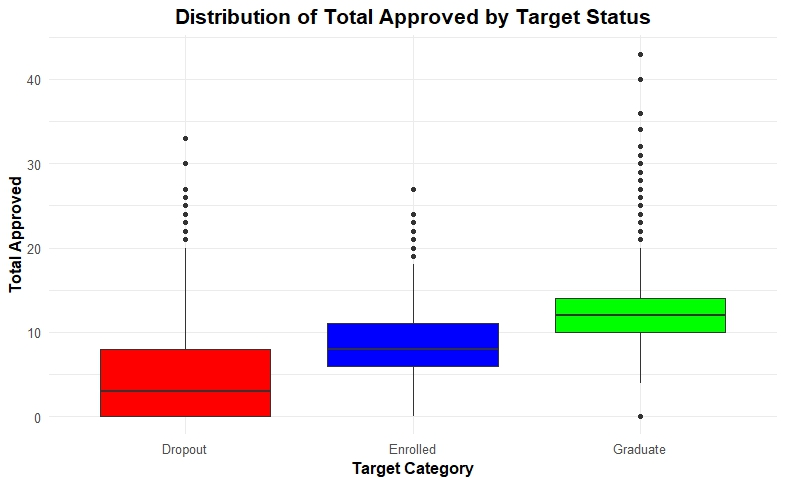 Distribution of Total Approved by Target Status
Total Approved
40
30
20
10
0
Dropout Enrolled Graduate
Target Category